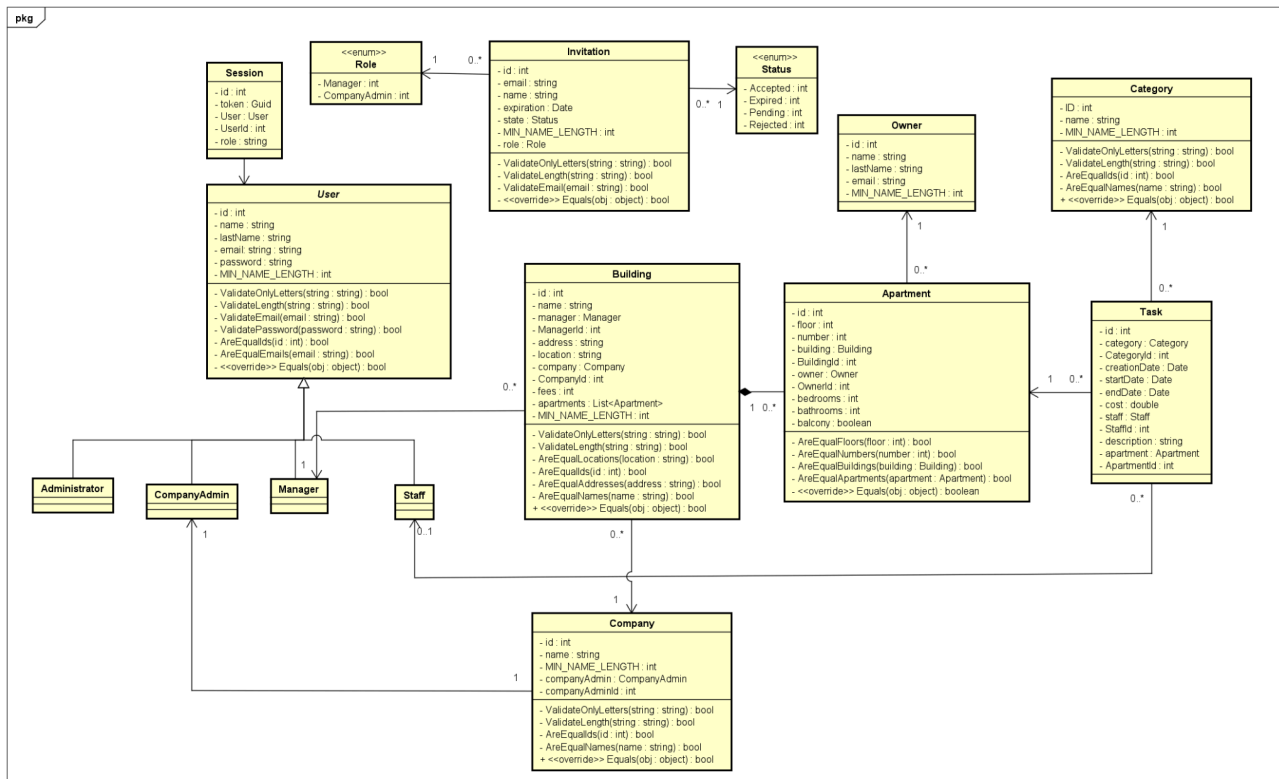 pkg
<<enum>>
Role
- Manager : int
- CompanyAdmin : int
1
0..*
Invitation
- id : int
- email : string
- name : string
- expiration : Date
- state : Status
- MIN_NAME_LENGTH : int
- role : Role
- ValidateOnlyLetters(string : string) : bool
- ValidateLength(string : string) : bool
- ValidateEmail(email : string) : bool
- <<override>> Equals(obj : object) : bool
0..*
1
<<enum>>
Status
- Accepted : int
- Expired : int
- Pending : int
- Rejected : int
Session
- id : int
- token : Guid
- User : User
- UserId : int
- role : string
User
- id : int
- name : string
- lastName : string
- email: string : string
- password : string
- MIN_NAME_LENGTH : int
- ValidateOnlyLetters(string : string) : bool
- ValidateLength(string : string) : bool
- ValidateEmail(email : string) : bool
- ValidatePassword(password : string) : bool
- AreEqualIds(id : int) : bool
- AreEqualEmails(email : string) : bool
- <<override>> Equals(obj : object) : bool
Owner
- id : int
- name : string
- lastName : string
- email : string
- MIN_NAME_LENGTH : int
1
0..*
Category
- ID : int
- name : string
- MIN_NAME_LENGTH : int
- ValidateOnlyLetters(string : string) : bool
- ValidateLength(string : string) : bool
- AreEqualIds(id : int) : bool
- AreEqualNames(name : string) : bool
+ <<override>> Equals(obj : object) : bool
1
0..*
Building
- id : int
- name : string
- manager : Manager
- ManagerId : int
- address : string
- location : string
- company : Company
- CompanyId : int
- fees : int
- apartments : List<Apartment>
- MIN_NAME_LENGTH : int
- ValidateOnlyLetters(string : string) : bool
- ValidateLength(string : string) : bool
- AreEqualLocations(location : string) : bool
- AreEqualIds(id : int) : bool
- AreEqualAddresses(address : string) : bool
- AreEqualNames(name : string) : bool
+ <<override>> Equals(obj : object) : bool
0..*
1
1
0..*
Apartment
- id : int
- floor : int
- number : int
- building : Building
- BuildingId : int
- owner : Owner
- OwnerId : int
- bedrooms : int
- bathrooms : int
- balcony : boolean
- AreEqualFloors(floor : int) : bool
- AreEqualNumbers(number : int) : bool
- AreEqualBuildings(building : Building) : bool
- AreEqualApartments(apartment : Apartment) : bool
- <<override>> Equals(obj : object) : boolean
1
0..*
Task
- id : int
- category : Category
- CategoryId : int
- creationDate : Date
- startDate : Date
- endDate : Date
- cost : double
- staff : Staff
- StaffId : int
- description : string
- apartment : Apartment
- ApartmentId : int
0..*
Administrator
CompanyAdmin
Manager
Staff
1
0..1
0..*
1
1
Company
- id : int
- name : string
- MIN_NAME_LENGTH : int
- companyAdmin : CompanyAdmin
- companyAdminId : int
- ValidateOnlyLetters(string : string) : bool
- ValidateLength(string : string) : bool
- AreEqualIds(id : int) : bool
- AreEqualNames(name : string) : bool
+ <<override>> Equals(obj : object) : bool